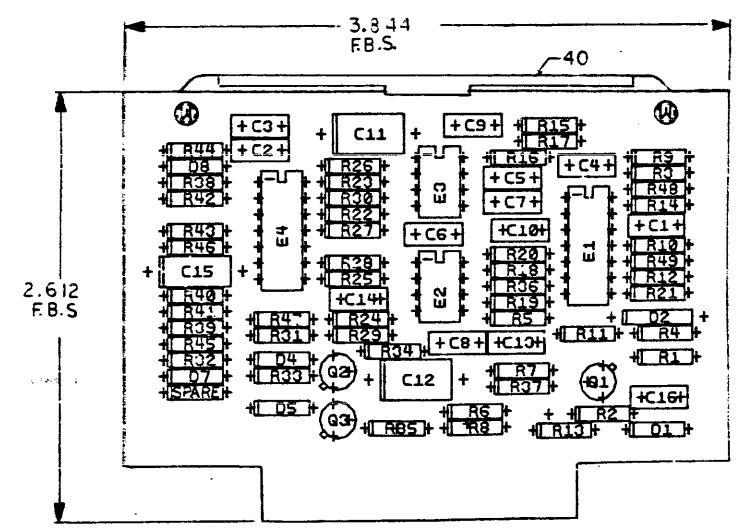 3.844
F.B.S.
40
+C3+
C11
+C9+
R15
R17
R44
D8
R38
R42
+C2+
R26
R23
R30
R22
R27
E3
R16
+C5+
+C7+
+C4+
R9
R3
R48
R14
+C1+
E4
E1
R43
R46
C15
+C6+
+C10+
R10
R49
R12
R21
R28
R25
E2
R20
R18
R36
R19
R5
2.612
F.B.S
R40
R41
R39
R45
R32
D7
SPARE
+C14+
R24
R29
R47
R31
D2
R4
R11
+C8+
+C13+
R34
R1
D4
R33
Q2
C12
R7
R37
Q1
+C16+
D5
Q3
R6
R8
R2
R13
D1